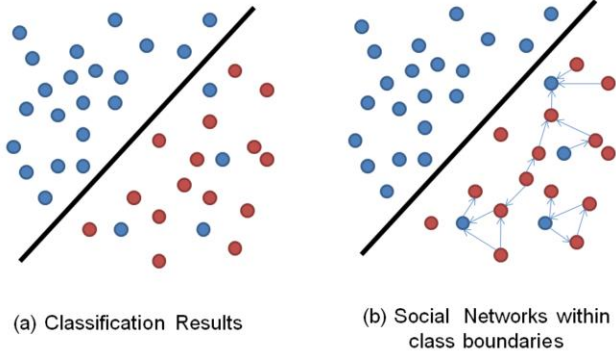 (a) Classification Results
(b) Social Networks within
class boundaries